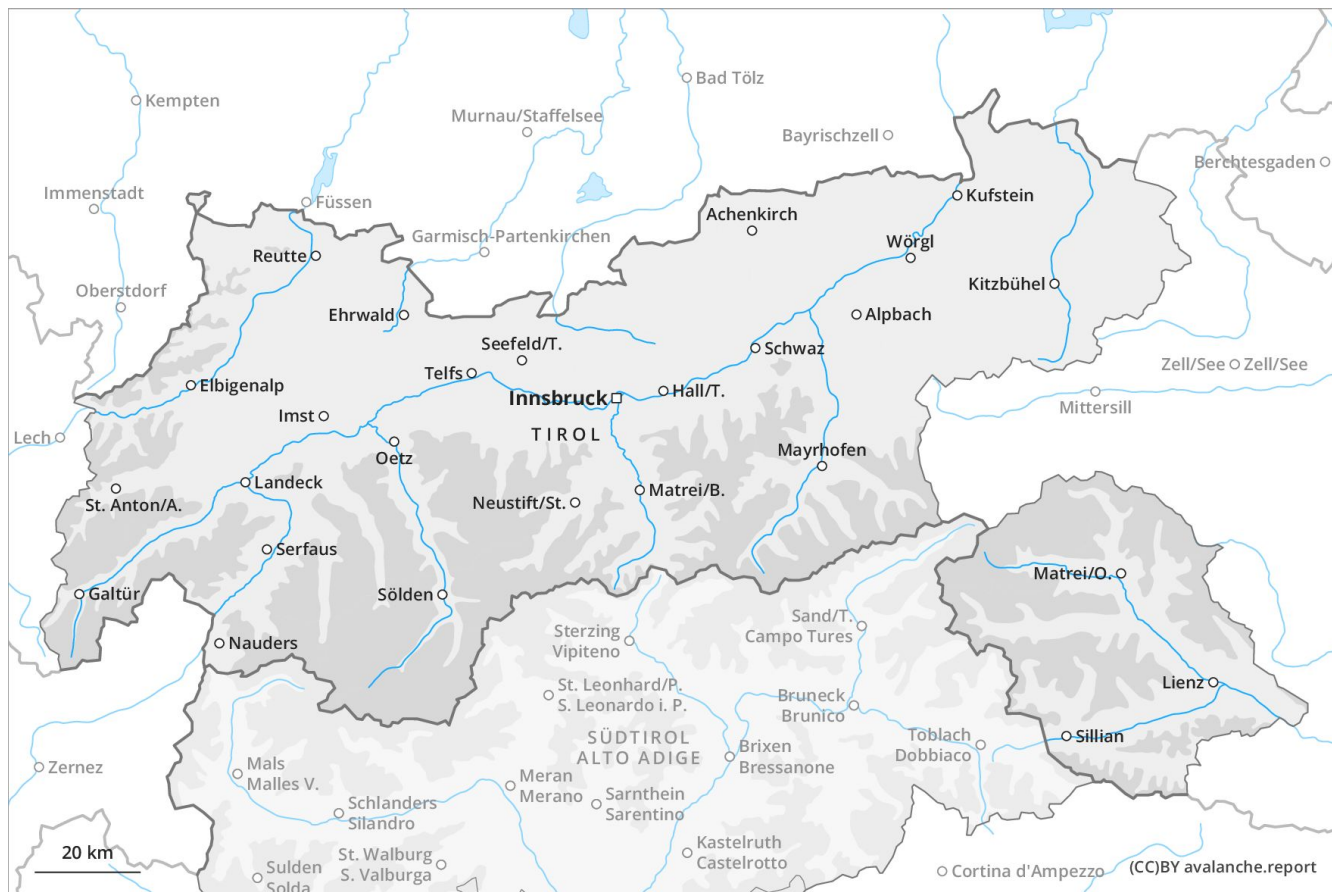 Bad Tölz
Kempten
Murnau/Staffelsee
Bayrischzell
Berchtesgaden
Immenstadt
Füssen
Kufstein
Achenkirch
Garmisch-Partenkirchen
Wörgl
Reutte
Kitzbühel
Oberstdorf
Ehrwald
Alpbach
Seefeld/T.
Schwaz
Telfs
Zell/See
Zell/See
Elbigenalp
Innsbruck
Hall/T.
Mittersill
Imst
TIROL
Lech
Oetz
Mayrhofen
Landeck
Matrei/B.
St. Anton/A.
Neustift/St.
Serfaus
Matrei/O.
Galtür
Sölden
Sand/T.
Campo Tures
Sterzing
Vipiteno
Nauders
Lienz
St. Leonhard/P.
S. Leonardo i. P.
Bruneck
Brunico
SÜDTIROL
ALTO ADIGE
Sillian
Toblach
Dobbiaco
Brixen
Bressanone
Zernez
Mals
Malles V.
Meran
Merano
Sarnthein
Sarentino
Schlanders
Silandro
Kastelruth
Castelrotto
20 km
St. Walburg
S. Valburga
Sulden
Solda
Cortina d'Ampezzo
(CC)BY avalanche.report